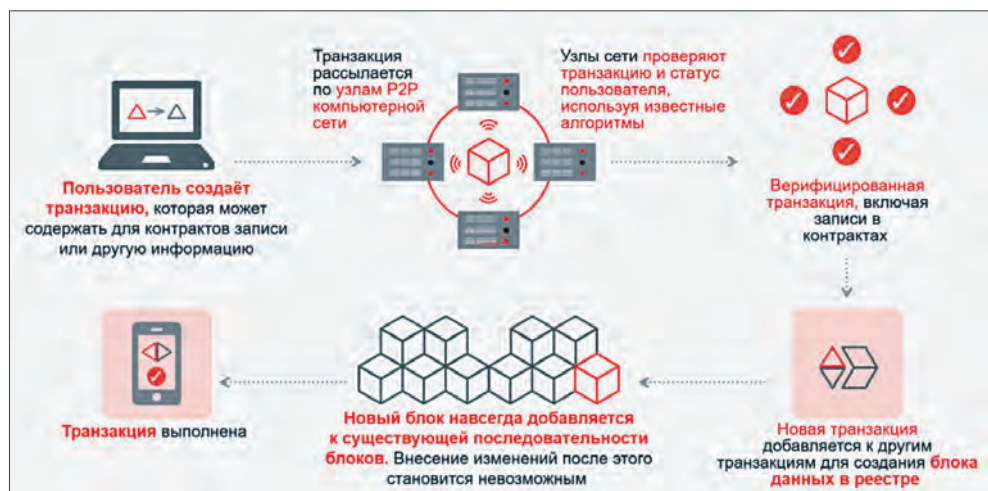 Транзакция
рассылается
по узлам P2P
компьютерной
сети
Узлы сети проверяют
транзакцию и статус
пользователя,
используя известные
алгоритмы
Пользователь создаёт
транзакцию, которая может
содержать для контрактов записи
или другую информацию
Верифицированная
транзакция, включая
записи в
контрактах
Новая транзакция
добавляется к другим
транзакциям для создания блока
данных в реестре
Новый блок навсегда добавляется
к существующей последовательности
блоков. Внесение изменений после этого
становится невозможным
Транзакция выполнена